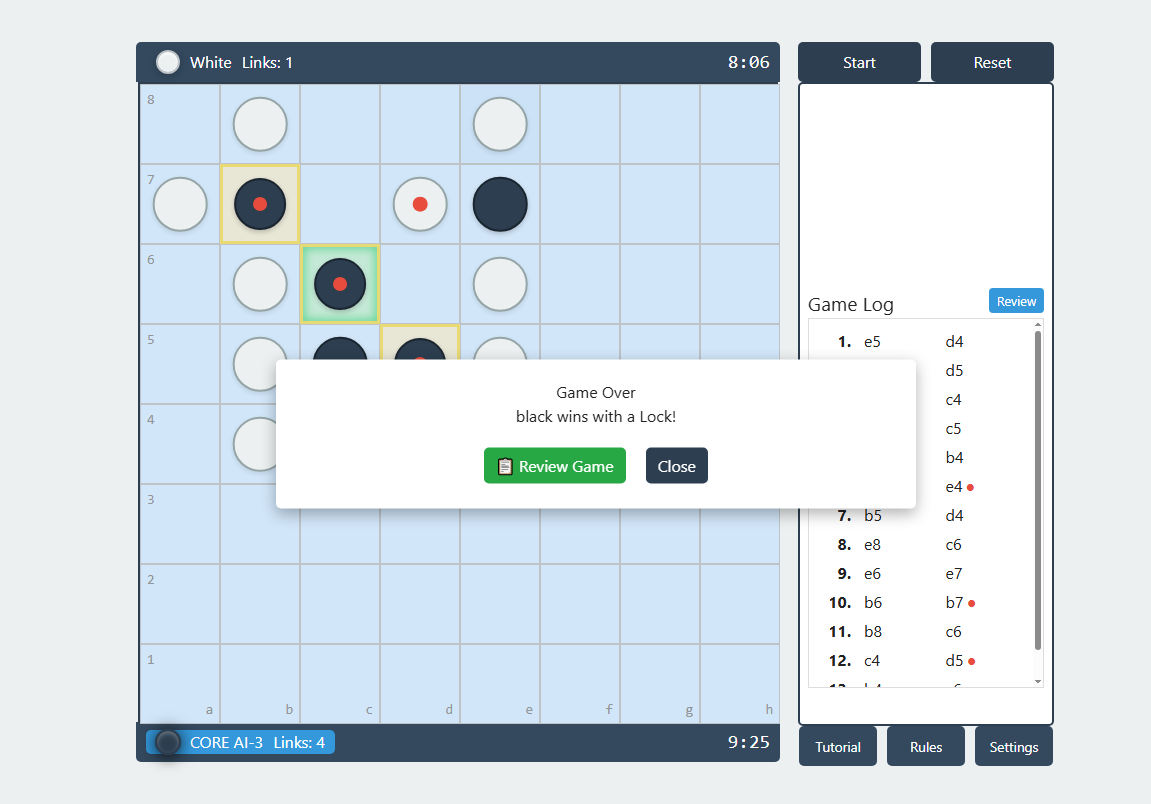 White Links: 1 8:06
Start Reset
8
7
6
5
4
3
2
1
a b c d e f g h
Game Over
black wins with a Lock!
📋 Review Game Close
CORE AI-3 Links: 4 9:25
Game Log Review
1. e5 d4
d5
c4
c5
b4
e4
7. b5 d4
8. e8 c6
9. e6 e7
10. b6 b7
11. b8 c6
12. c4 d5
Tutorial Rules Settings